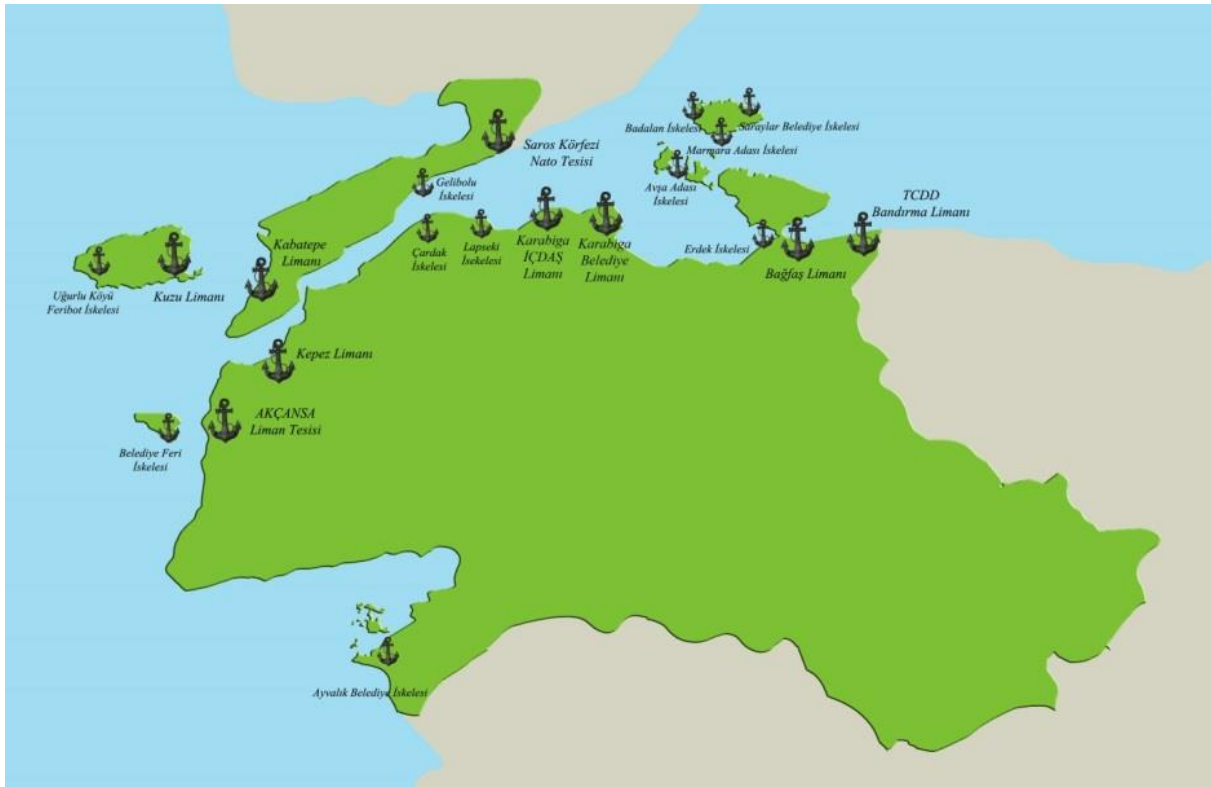 Badalan İskelesi
Saraylar Belediye İskelesi
Marmara Adası İskelesi
Saros Körfezi
Nato Tesisi
Avşa Adası
İskelesi
Gelibolu
İskelesi
TCDD
Bandırma Limanı
Kabatepe
Limanı
Çardak
İskelesi
Lapseki
İsekelesi
Karabiga
İÇDAŞ
Limanı
Karabiga
Belediye
Limanı
Erdek İskelesi
Bağfaş Limanı
Uğurlu Köyü
Feribot İskelesi
Kuzu Limanı
Kepez Limanı
AKÇANSA
Liman Tesisi
Belediye Feri
İskelesi
Ayvalık Belediye İskelesi